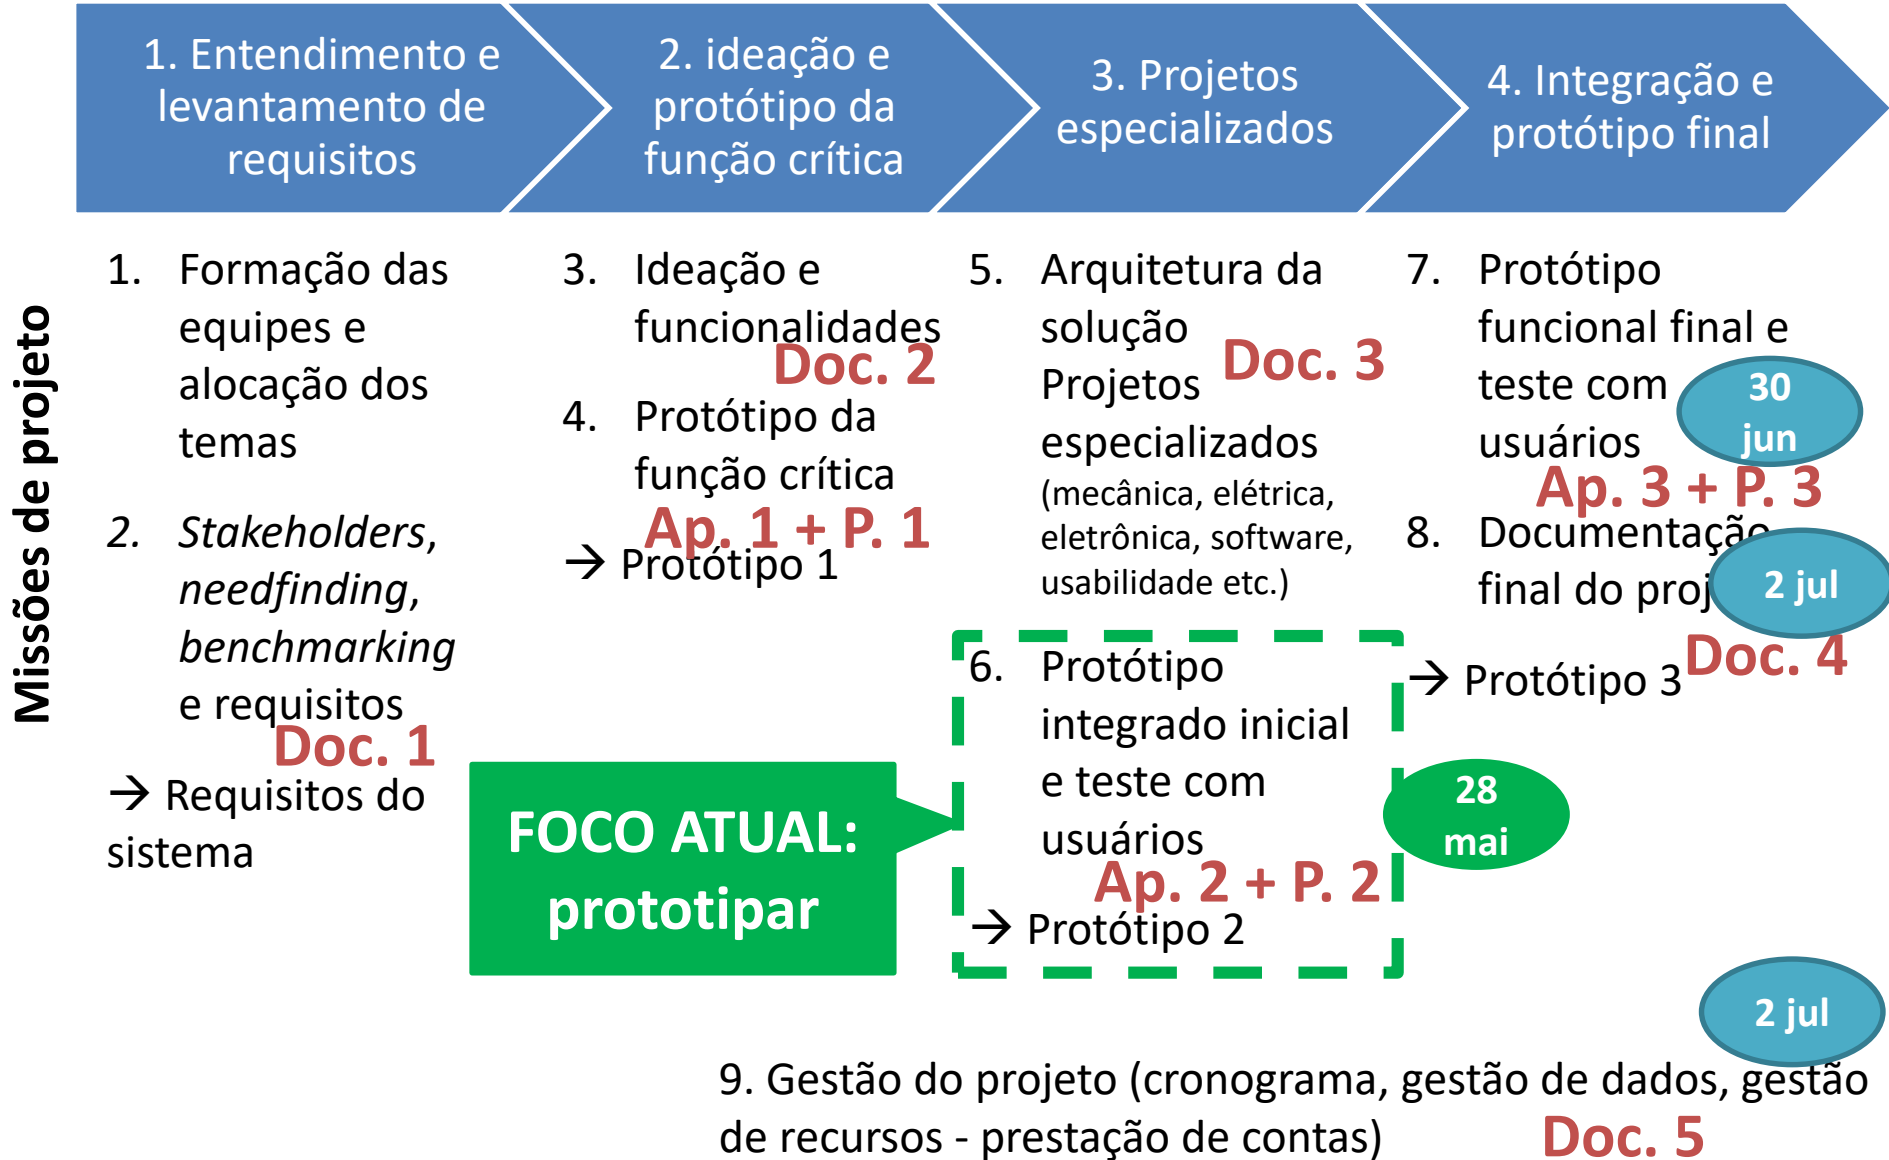 1. Entendimento e
levantamento de
requisitos
2. ideação e
protótipo da
função crítica
3. Projetos
especializados
4. Integração e
protótipo final
Missões de projeto
1. Formação das
equipes e
alocação dos
temas
2. Stakeholders,
needfinding,
benchmarking
e requisitos
Doc. 1
→ Requisitos do
sistema
3. Ideação e
funcionalidades
Doc. 2
4. Protótipo da
função crítica
Ap. 1 + P. 1
→ Protótipo 1
FOCO ATUAL:
prototipar
5. Arquitetura da
solução
Doc. 3
Projetos
especializados
(mecânica, elétrica,
eletrônica, software,
usabilidade etc.)
6. Protótipo
integrado inicial
e teste com
usuários
28
mai
Ap. 2 + P. 2
→ Protótipo 2
7. Protótipo
funcional final e
teste com
usuários
30
jun
Ap. 3 + P. 3
8. Documentação
final do proj
2 jul
Doc. 4
→ Protótipo 3
2 jul
9. Gestão do projeto (cronograma, gestão de dados, gestão
de recursos - prestação de contas)
Doc. 5